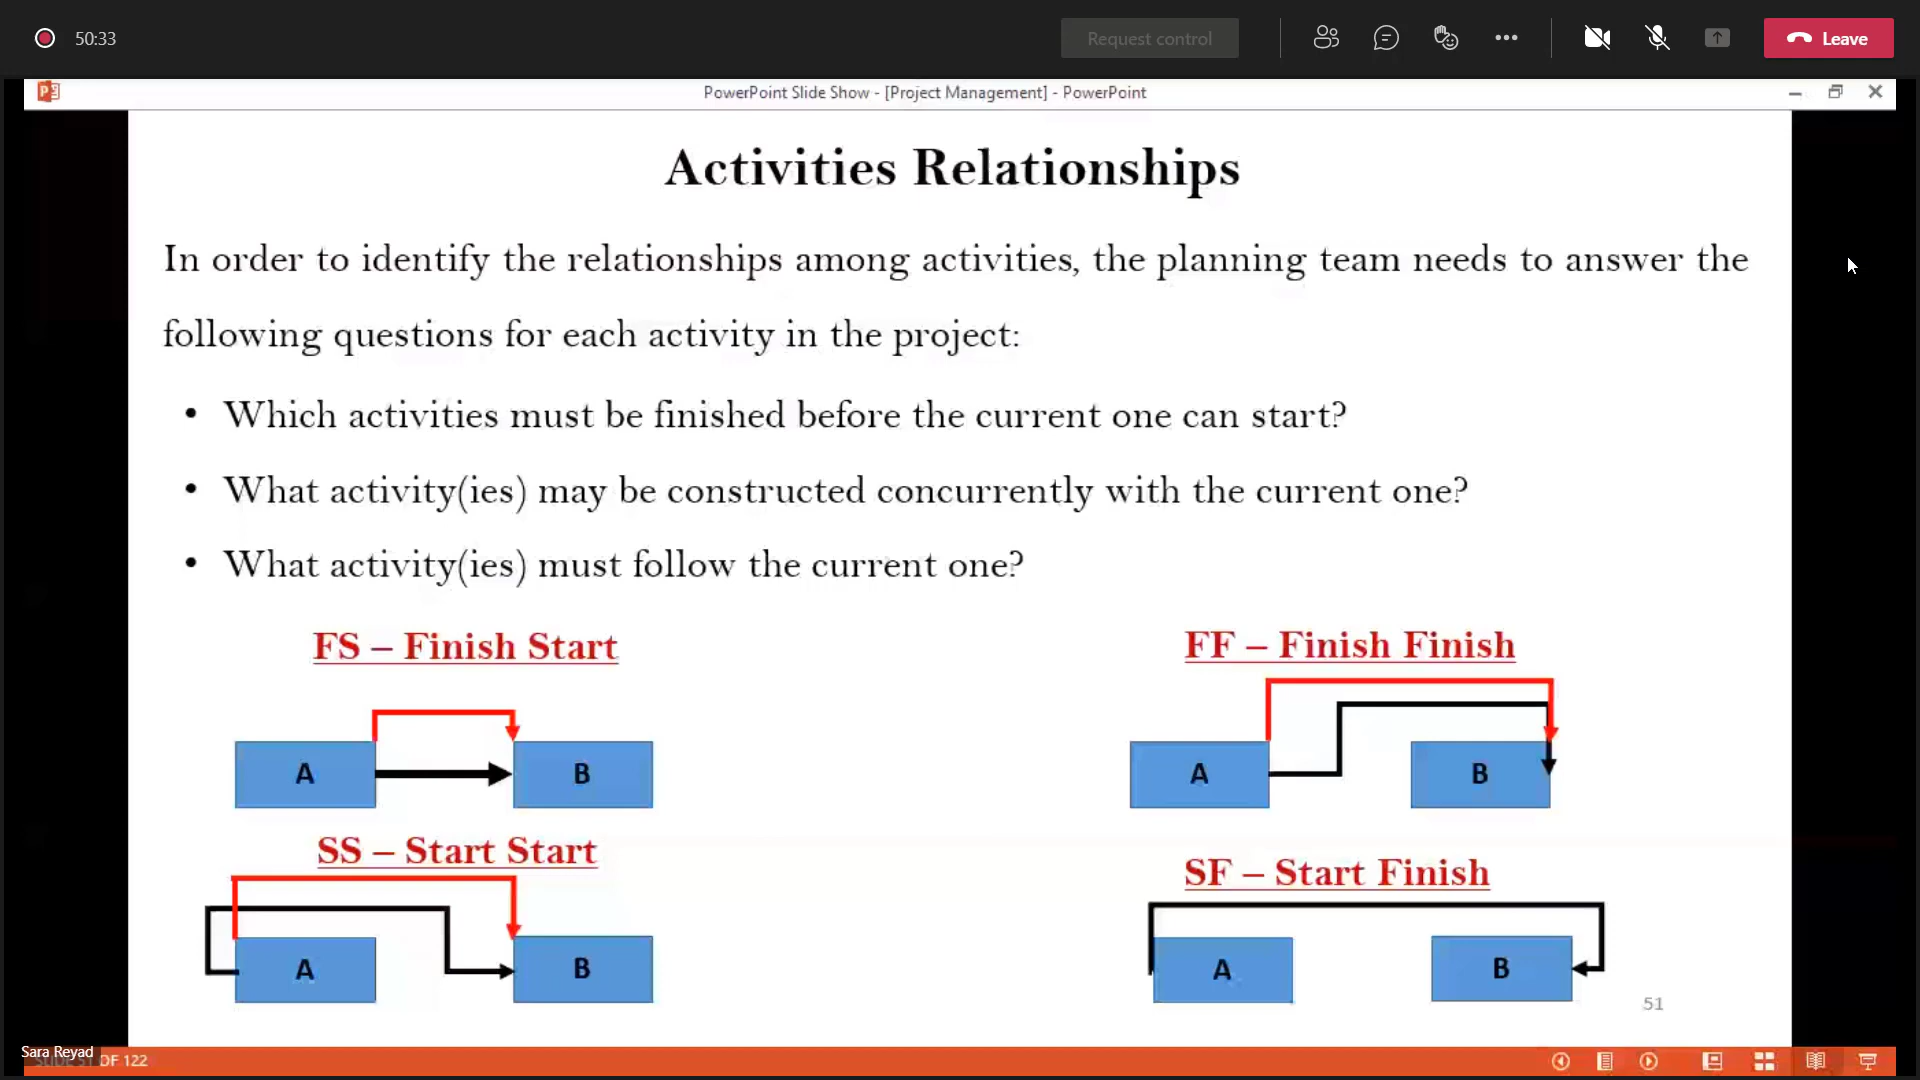 50:33
Request control
Leave
PowerPoint Slide Show - [Project Management] - PowerPoint
Activities Relationships
In order to identify the relationships among activities, the planning team needs to answer the
following questions for each activity in the project:
• Which activities must be finished before the current one can start?
• What activity(ies) may be constructed concurrently with the current one?
• What activity(ies) must follow the current one?
FS – Finish Start
FF – Finish Finish
A
B
A
B
SS – Start Start
SF – Start Finish
A
B
A
B
51
Sara Reyad
SLIDE 51 OF 122